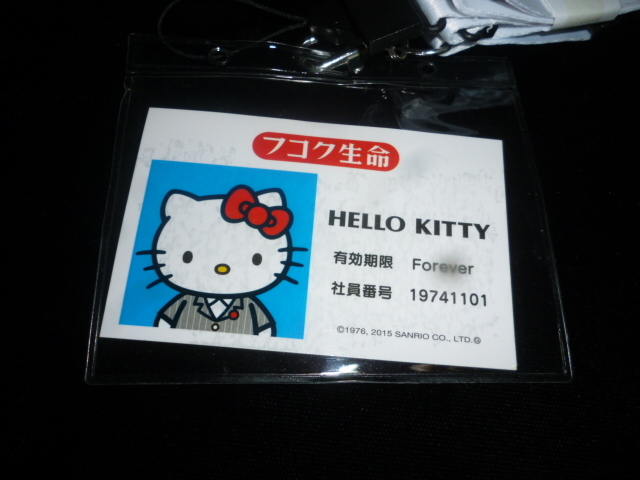 フコク生命
HELLO KITTY
有効期限 Forever
社員番号 19741101
©1976, 2015 SANRIO CO., LTD.Ⓖ